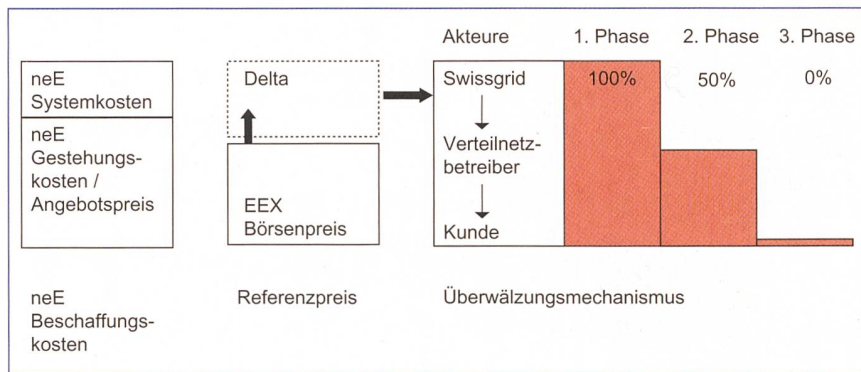 Akteure 1. Phase 2. Phase 3. Phase
neE
Systemkosten
neE
Gestehungs-
kosten /
Angebotspreis
Delta
EEX
Börsenpreis
Swissgrid
Verteilnetz-
betreiber
Kunde
100% 50% 0%
neE
Beschaffungs-
kosten
Referenzpreis
Überwälzungsmechanismus